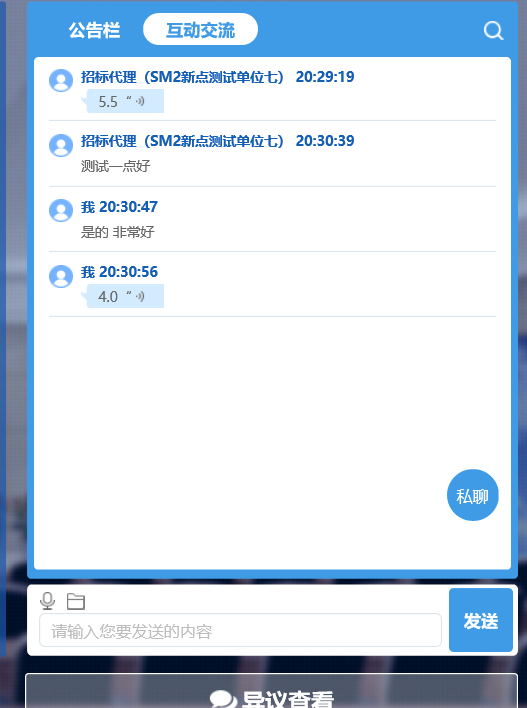 公告栏 互动交流
招标代理（SM2新点测试单位七） 20:29:19
5.5 “
招标代理（SM2新点测试单位七） 20:30:39
测试一点好
我 20:30:47
是的 非常好
我 20:30:56
4.0 “
私聊
请输入您要发送的内容
发送
异议查看